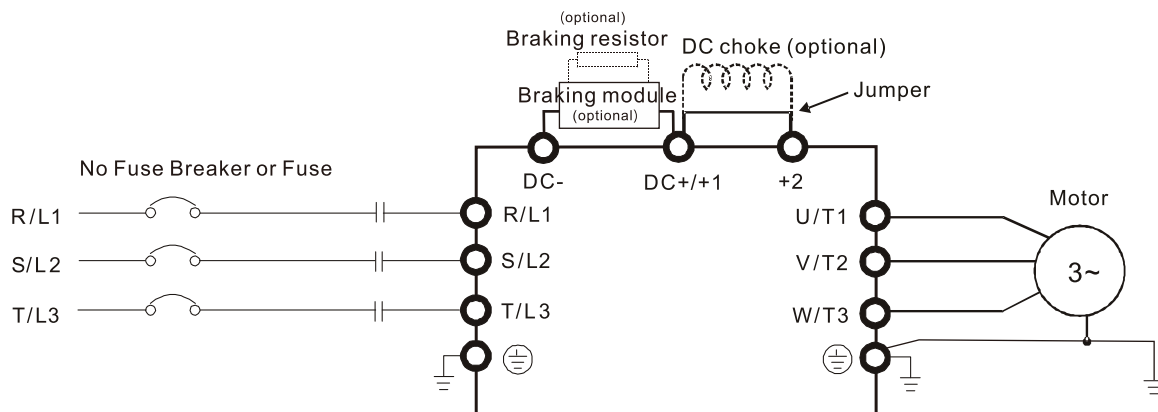 (optional)
Braking resistor
DC choke (optional)
Braking module
(optional)
Jumper
No Fuse Breaker or Fuse
DC-
DC+/+1
+2
Motor
R/L1
R/L1
U/T1
S/L2
S/L2
V/T2
3~
T/L3
T/L3
W/T3